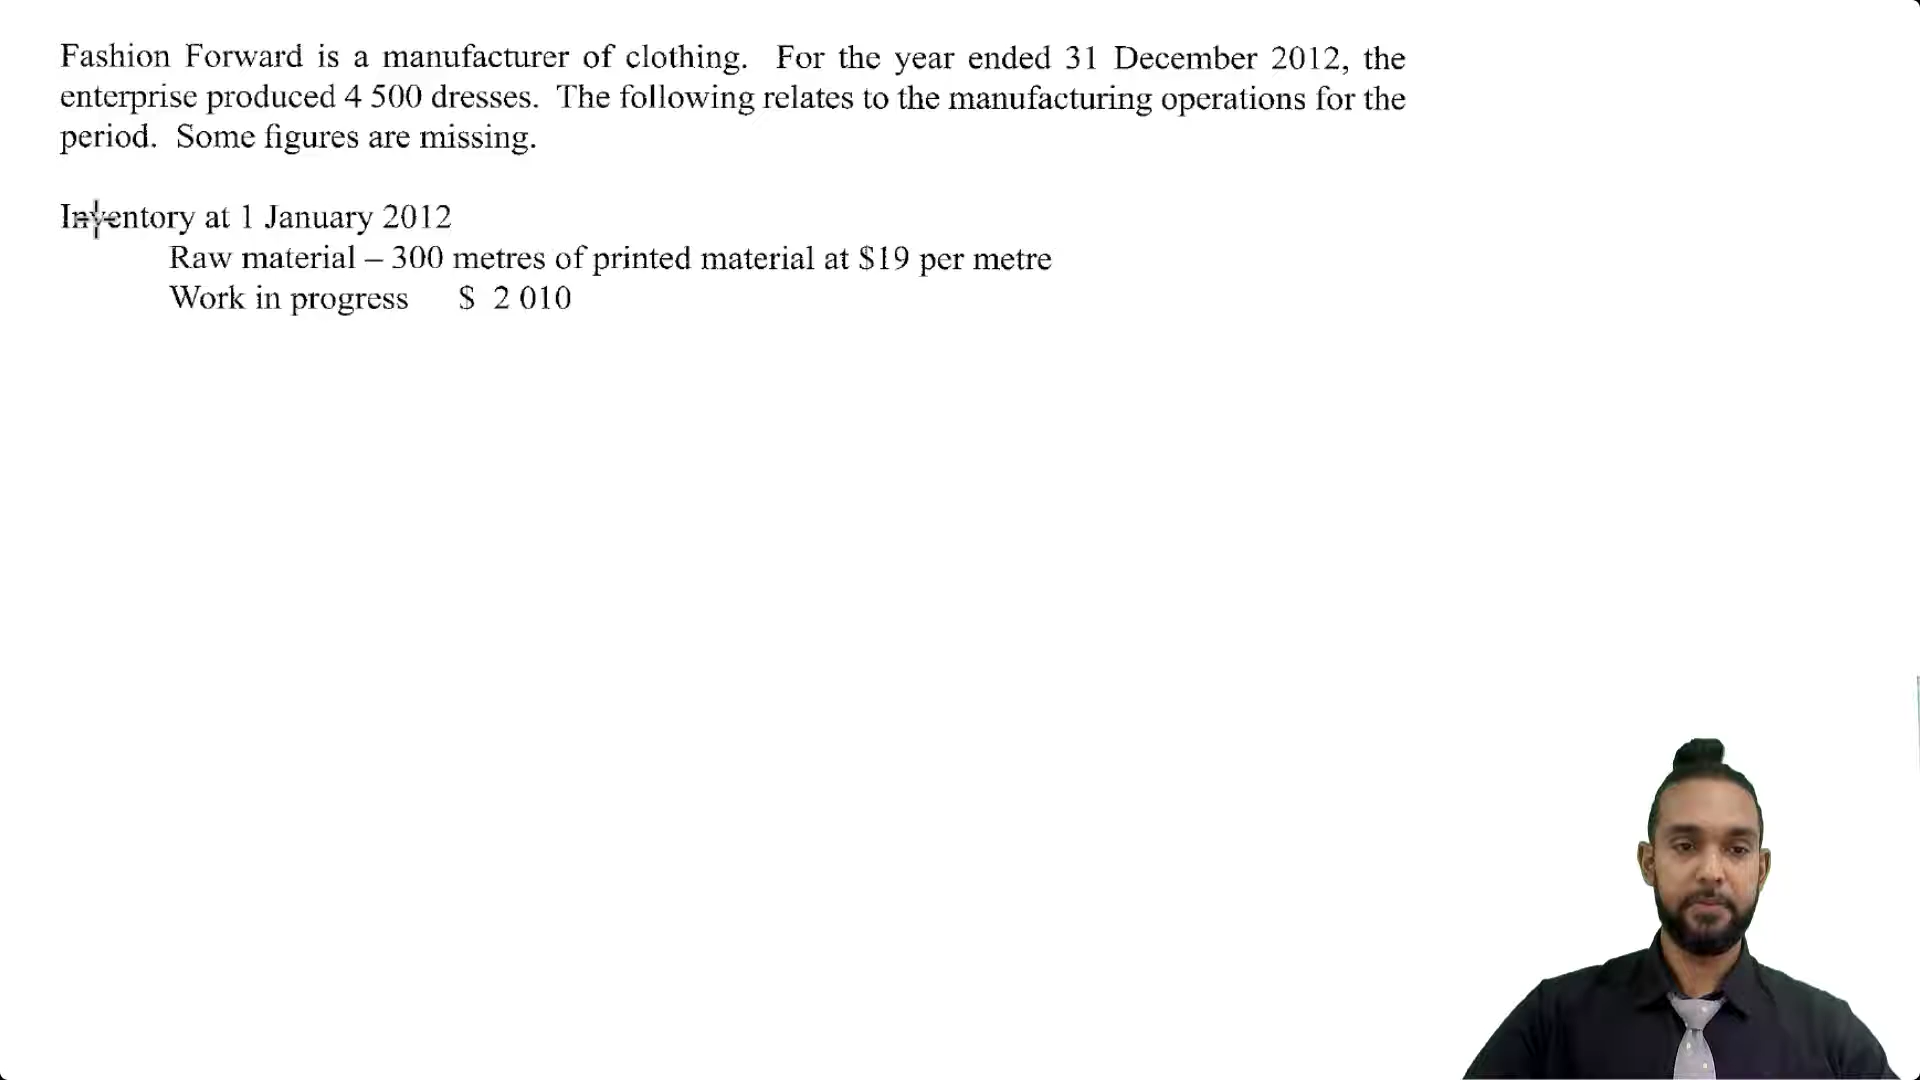 Fashion Forward is a manufacturer of clothing. For the year ended 31 December 2012, the
enterprise produced 4 500 dresses. The following relates to the manufacturing operations for the
period. Some figures are missing.
Inventory at 1 January 2012
Raw material – 300 metres of printed material at $19 per metre
Work in progress $ 2 010